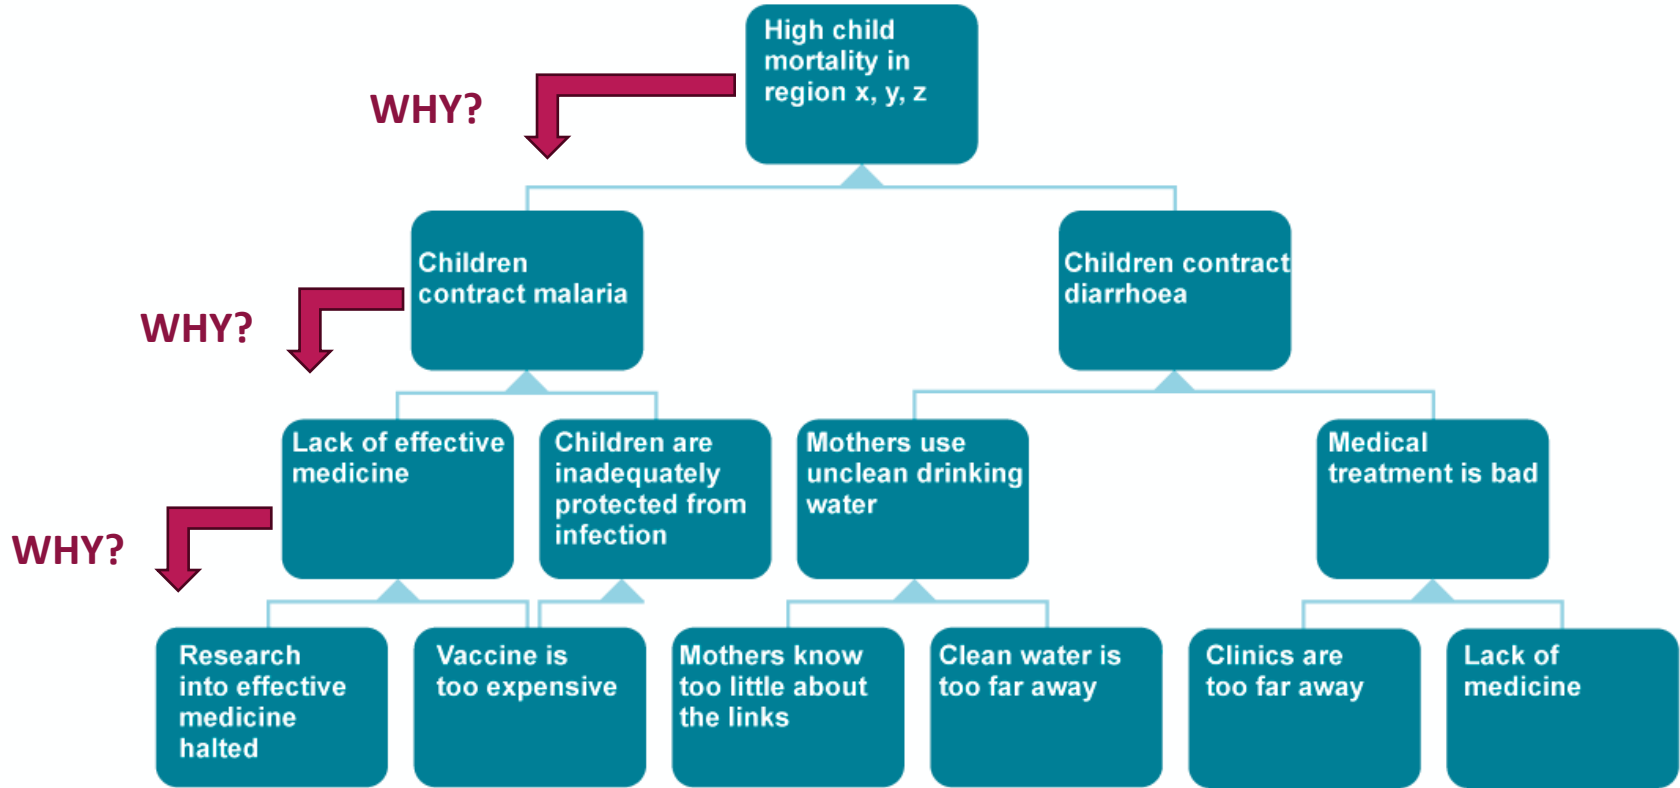 High child
mortality in
region x, y, z
WHY?
Children
contract malaria
Children contract
diarrhoea
WHY?
Lack of effective
medicine
Children are
inadequately
protected from
infection
Mothers use
unclean drinking
water
Medical
treatment is bad
WHY?
Research
into effective
medicine
halted
Vaccine is
too expensive
Mothers know
too little about
the links
Clean water is
too far away
Clinics are
too far away
Lack of
medicine